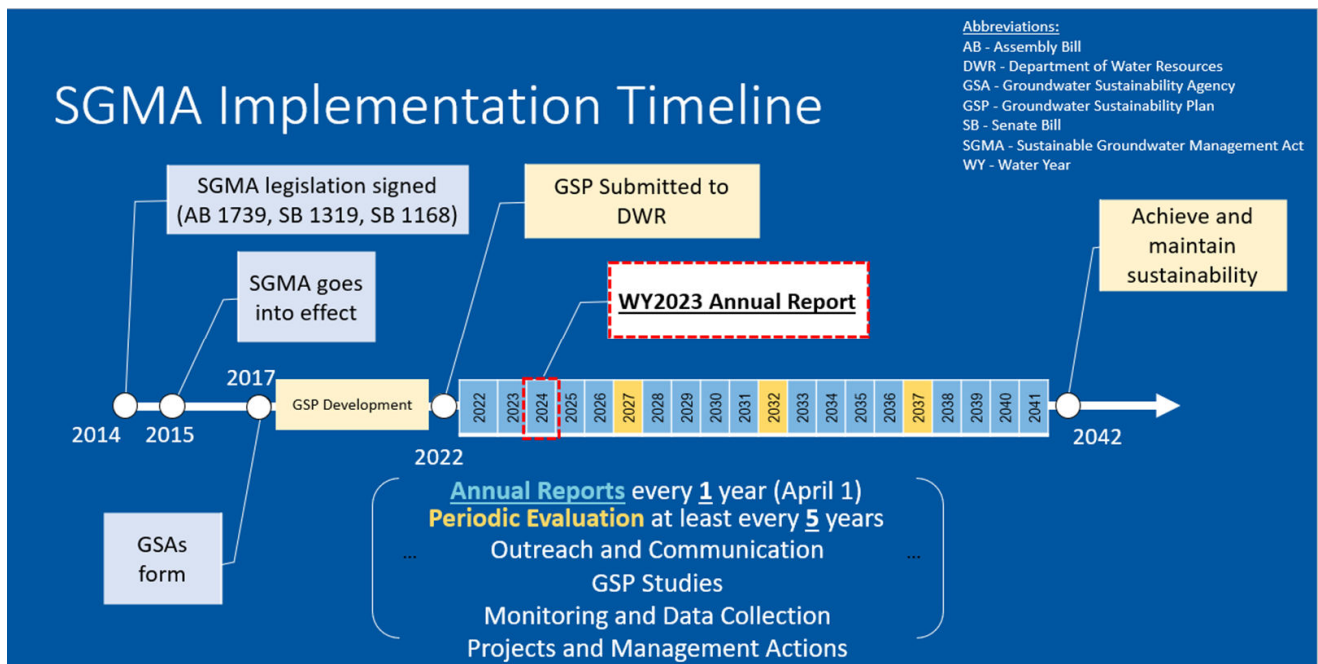 Abbreviations:
AB - Assembly Bill
DWR - Department of Water Resources
GSA - Groundwater Sustainability Agency
GSP - Groundwater Sustainability Plan
SB - Senate Bill
SGMA - Sustainable Groundwater Management Act
WY - Water Year
SGMA Implementation Timeline
SGMA legislation signed
(AB 1739, SB 1319, SB 1168)
GSP Submitted to
DWR
Achieve and
maintain
sustainability
SGMA goes
into effect
WY2023 Annual Report
2014
2015
2017
GSP Development
2022
2022
2023
2024
2025
2026
2027
2028
2029
2030
2031
2032
2033
2034
2035
2036
2037
2038
2039
2040
2041
2042
GSAs
form
Annual Reports every 1 year (April 1)
Periodic Evaluation at least every 5 years
... Outreach and Communication ...
GSP Studies
Monitoring and Data Collection
Projects and Management Actions